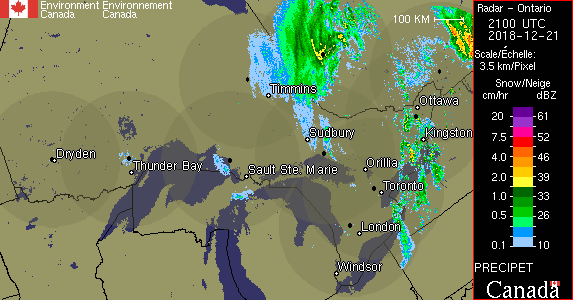 Environment Environnement
Canada Canada
100 KM
Timmins
Ottawa
Sudbury
Kingston
Dryden
Thunder Bay
Sault Ste. Marie
Orillia
Toronto
London
Windsor
Radar - Ontario
2100 UTC
2018-12-21
Scale/Échelle:
3.5 km/Pixel
Snow/Neige
cm/hr dBZ
20 61
7.5 52
4.0 46
2.0 39
1.0 33
0.5 26
0.1 10
PRECIPET
Canada